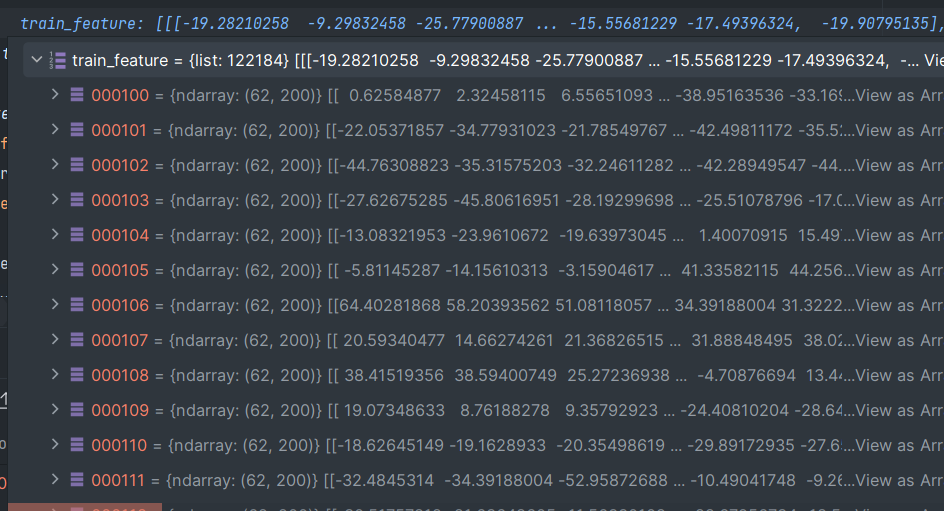 train_feature: [[[-19.28210258 -9.29832458 -25.77900887 ... -15.55681229 -17.49396324, -19.90795135],
train_feature = {list: 122184} [[[-19.28210258 -9.29832458 -25.77900887 ... -15.55681229 -17.49396324, -... Vie
000100 = {ndarray: (62, 200)} [[ 0.62584877 2.32458115 6.55651093 ... -38.95163536 -33.169...View as Arr
000101 = {ndarray: (62, 200)} [[-22.05371857 -34.77931023 -21.78549767 ... -42.49811172 -35.5...View as Arr
000102 = {ndarray: (62, 200)} [[-44.76308823 -35.31575203 -32.24611282 ... -42.28949547 -44....View as Arr
000103 = {ndarray: (62, 200)} [[-27.62675285 -45.80616951 -28.19299698 ... -25.51078796 -17.0...View as Arr
000104 = {ndarray: (62, 200)} [[-13.08321953 -23.9610672 -19.63973045 ... 1.40070915 15.497...View as Arr
000105 = {ndarray: (62, 200)} [[ -5.81145287 -14.15610313 -3.15904617 ... 41.33582115 44.256...View as Arr
000106 = {ndarray: (62, 200)} [[64.40281868 58.20393562 51.08118057 ... 34.39188004 31.3222...View as Arr
000107 = {ndarray: (62, 200)} [[ 20.59340477 14.66274261 21.36826515 ... 31.88848495 38.02...View as Arr
000108 = {ndarray: (62, 200)} [[ 38.41519356 38.59400749 25.27236938 ... -4.70876694 13.44...View as Arr
000109 = {ndarray: (62, 200)} [[ 19.07348633 8.76188278 9.35792923 ... -24.40810204 -28.64...View as Arr
000110 = {ndarray: (62, 200)} [[-18.62645149 -19.1628933 -20.35498619 ... -29.89172935 -27.6...View as Arr
000111 = {ndarray: (62, 200)} [[-32.4845314 -34.39188004 -52.95872688 ... -10.49041748 -9.26...View as Arr